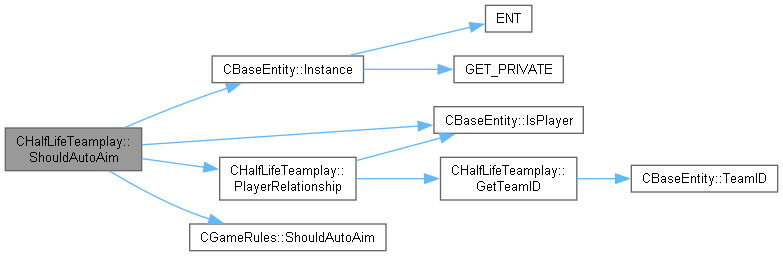 CHalfLifeTeamplay::
ShouldAutoAim
CBaseEntity::Instance
ENT
GET_PRIVATE
CBaseEntity::IsPlayer
CHalfLifeTeamplay::
PlayerRelationship
CHalfLifeTeamplay::
GetTeamID
CBaseEntity::TeamID
CGameRules::ShouldAutoAim